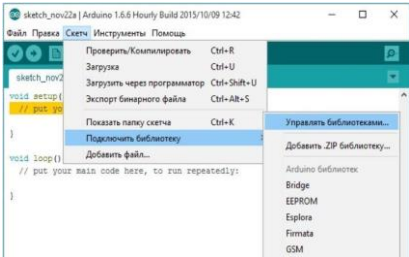 sketch_nov22a | Arduino 1.6.6 Hourly Build 2015/10/09 12:42
Файл Правка Скетч Инструменты Помощь
Проверить/Компилировать Ctrl+R
Загрузка Ctrl+U
Загрузить через программатор Ctrl+Shift+U
Экспорт бинарного файла Ctrl+Alt+S
Показать папку скетча Ctrl+K
Подключить библиотеку
Добавить файл...
Управлять библиотеками...
Добавить .ZIP библиотеку...
Arduino библиотек
Bridge
EEPROM
Esplora
Firmata
GSM
sketch_nov2
void setup(
// put yo
}
void loop()
// put your main code here, to run repeatedly:
}